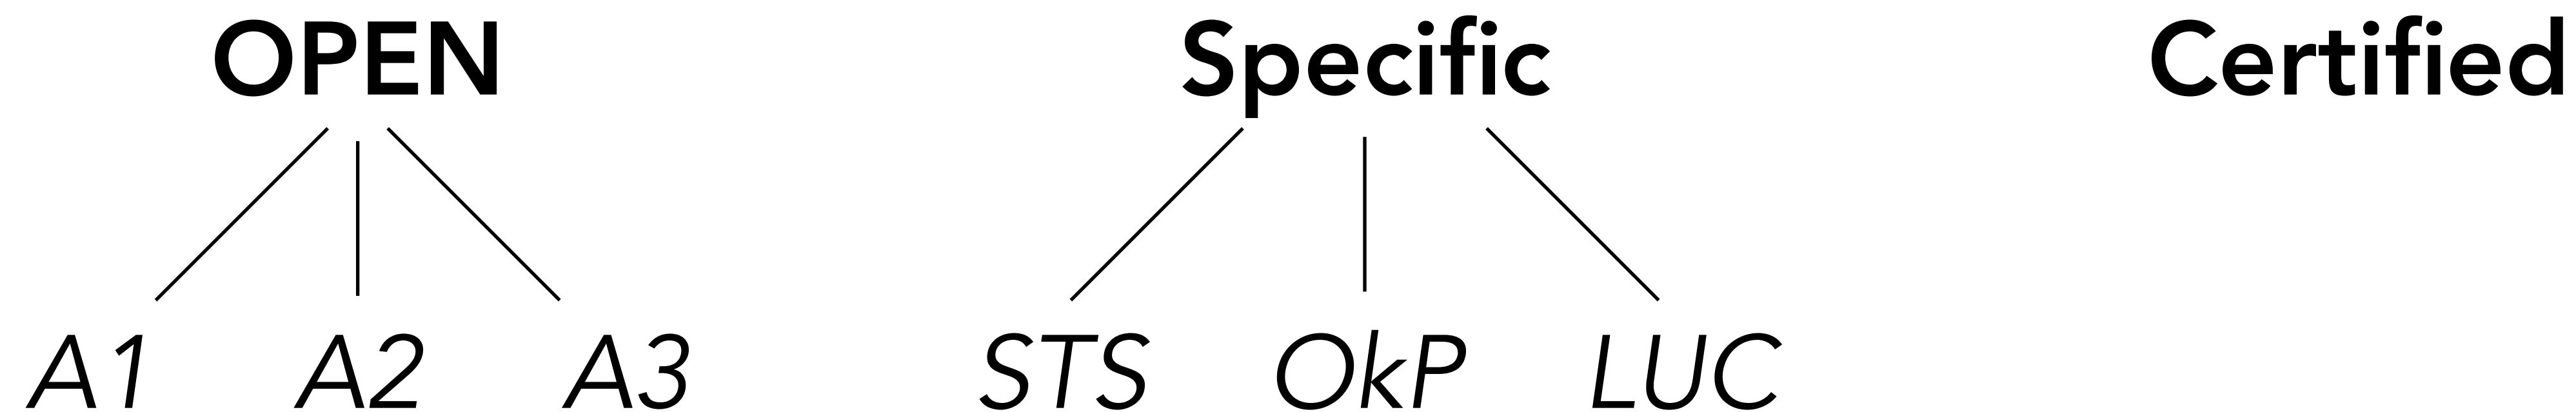 OPEN Specific Certified
A1 A2 A3 STS OkP LUC